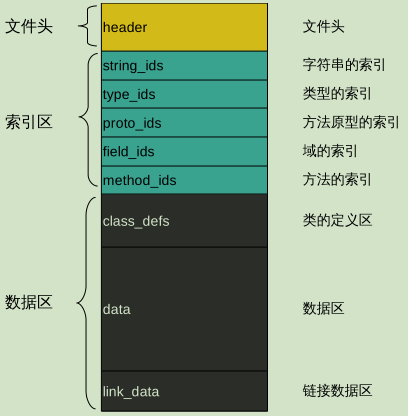 文件头 header 文件头
string_ids 字符串的索引
type_ids 类型的索引
索引区 proto_ids 方法原型的索引
field_ids 域的索引
method_ids 方法的索引
class_defs 类的定义区
数据区 data 数据区
link_data 链接数据区